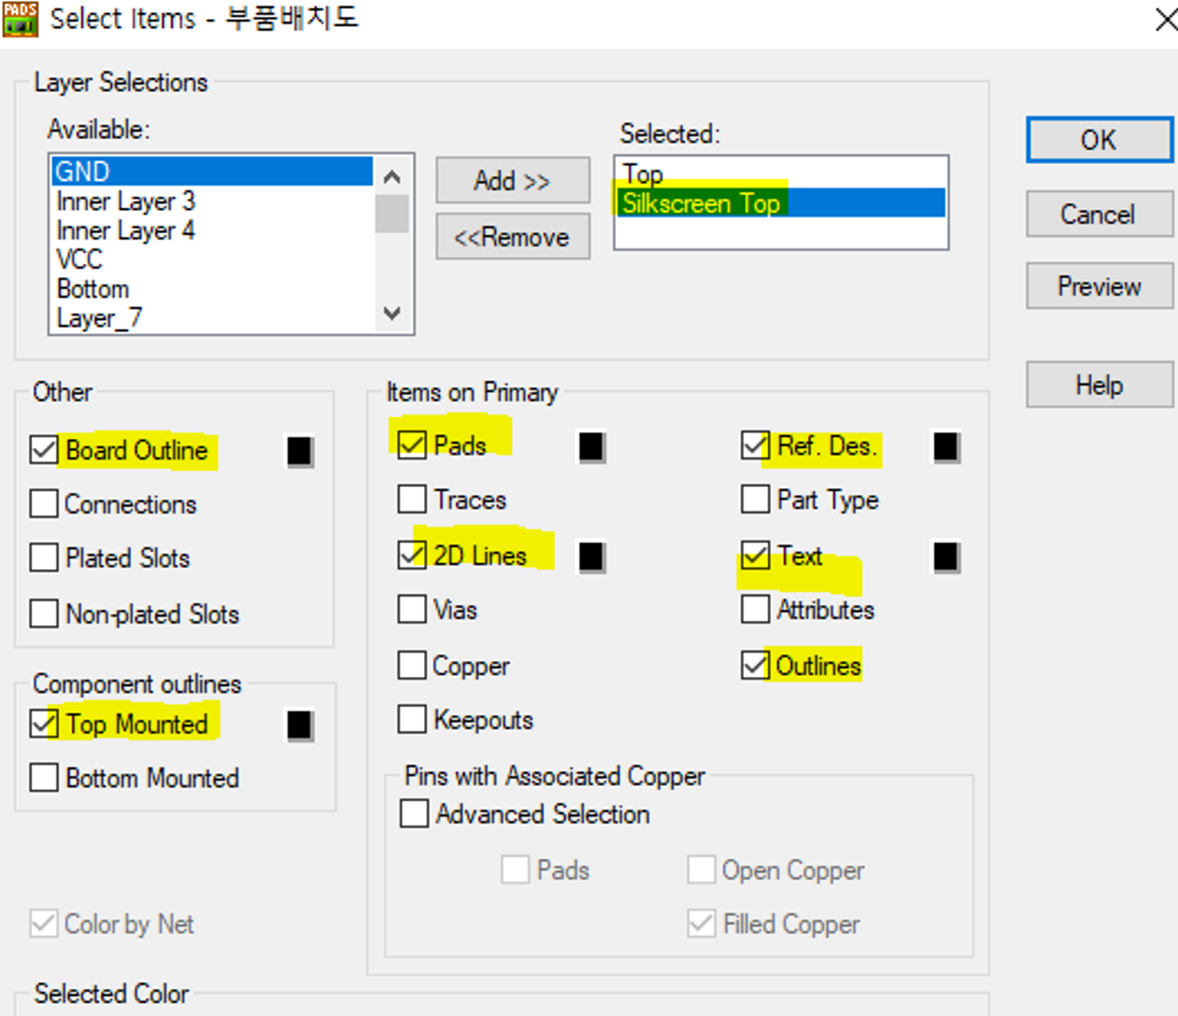 PADS
Select Items - 부품배치도
Layer Selections
Available:
GND
Inner Layer 3
Inner Layer 4
VCC
Bottom
Layer_7
Add >>
<<Remove
Selected:
Top
Silkscreen Top
OK
Cancel
Preview
Help
Other
Board Outline
Connections
Plated Slots
Non-plated Slots
Component outlines
Top Mounted
Bottom Mounted
Color by Net
Items on Primary
Pads
Traces
2D Lines
Vias
Copper
Keepouts
Ref. Des.
Part Type
Text
Attributes
Outlines
Pins with Associated Copper
Advanced Selection
Pads
Open Copper
Filled Copper
Selected Color